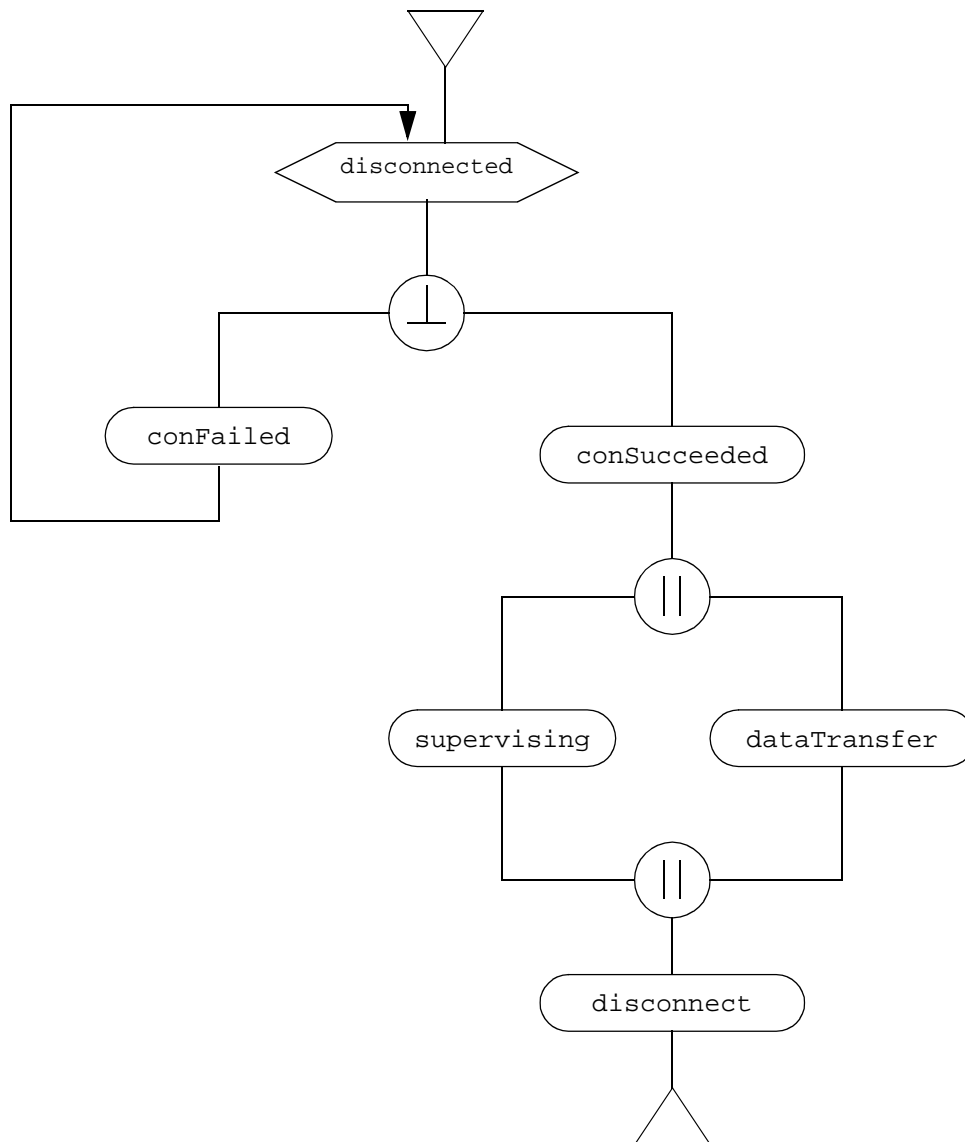 disconnected
conFailed
conSucceeded
supervising
dataTransfer
disconnect